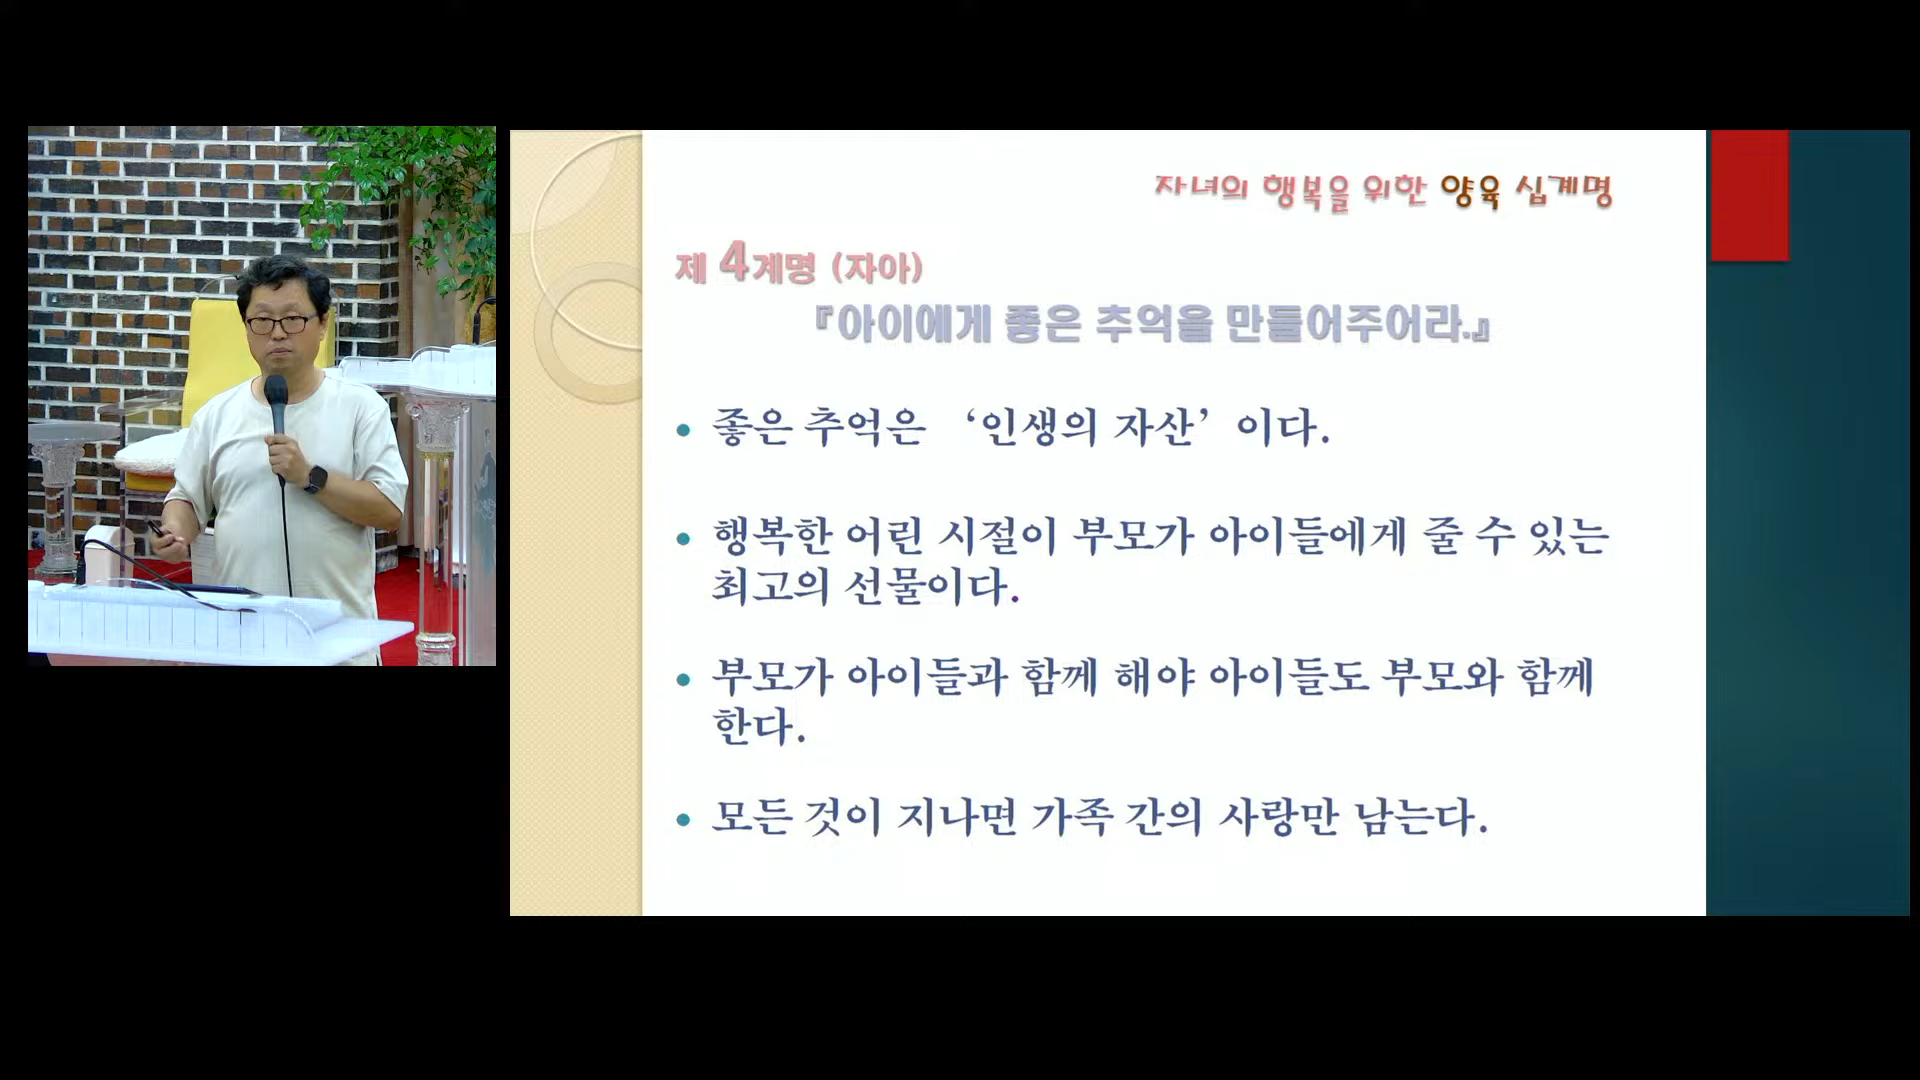 자녀의 행복을 위한 양육 십계명
제 4계명 (자아)
『아이에게 좋은 추억을 만들어주어라.』
• 좋은 추억은 ‘인생의 자산’ 이다.
• 행복한 어린 시절이 부모가 아이들에게 줄 수 있는
최고의 선물이다.
• 부모가 아이들과 함께 해야 아이들도 부모와 함께
한다.
• 모든 것이 지나면 가족 간의 사랑만 남는다.